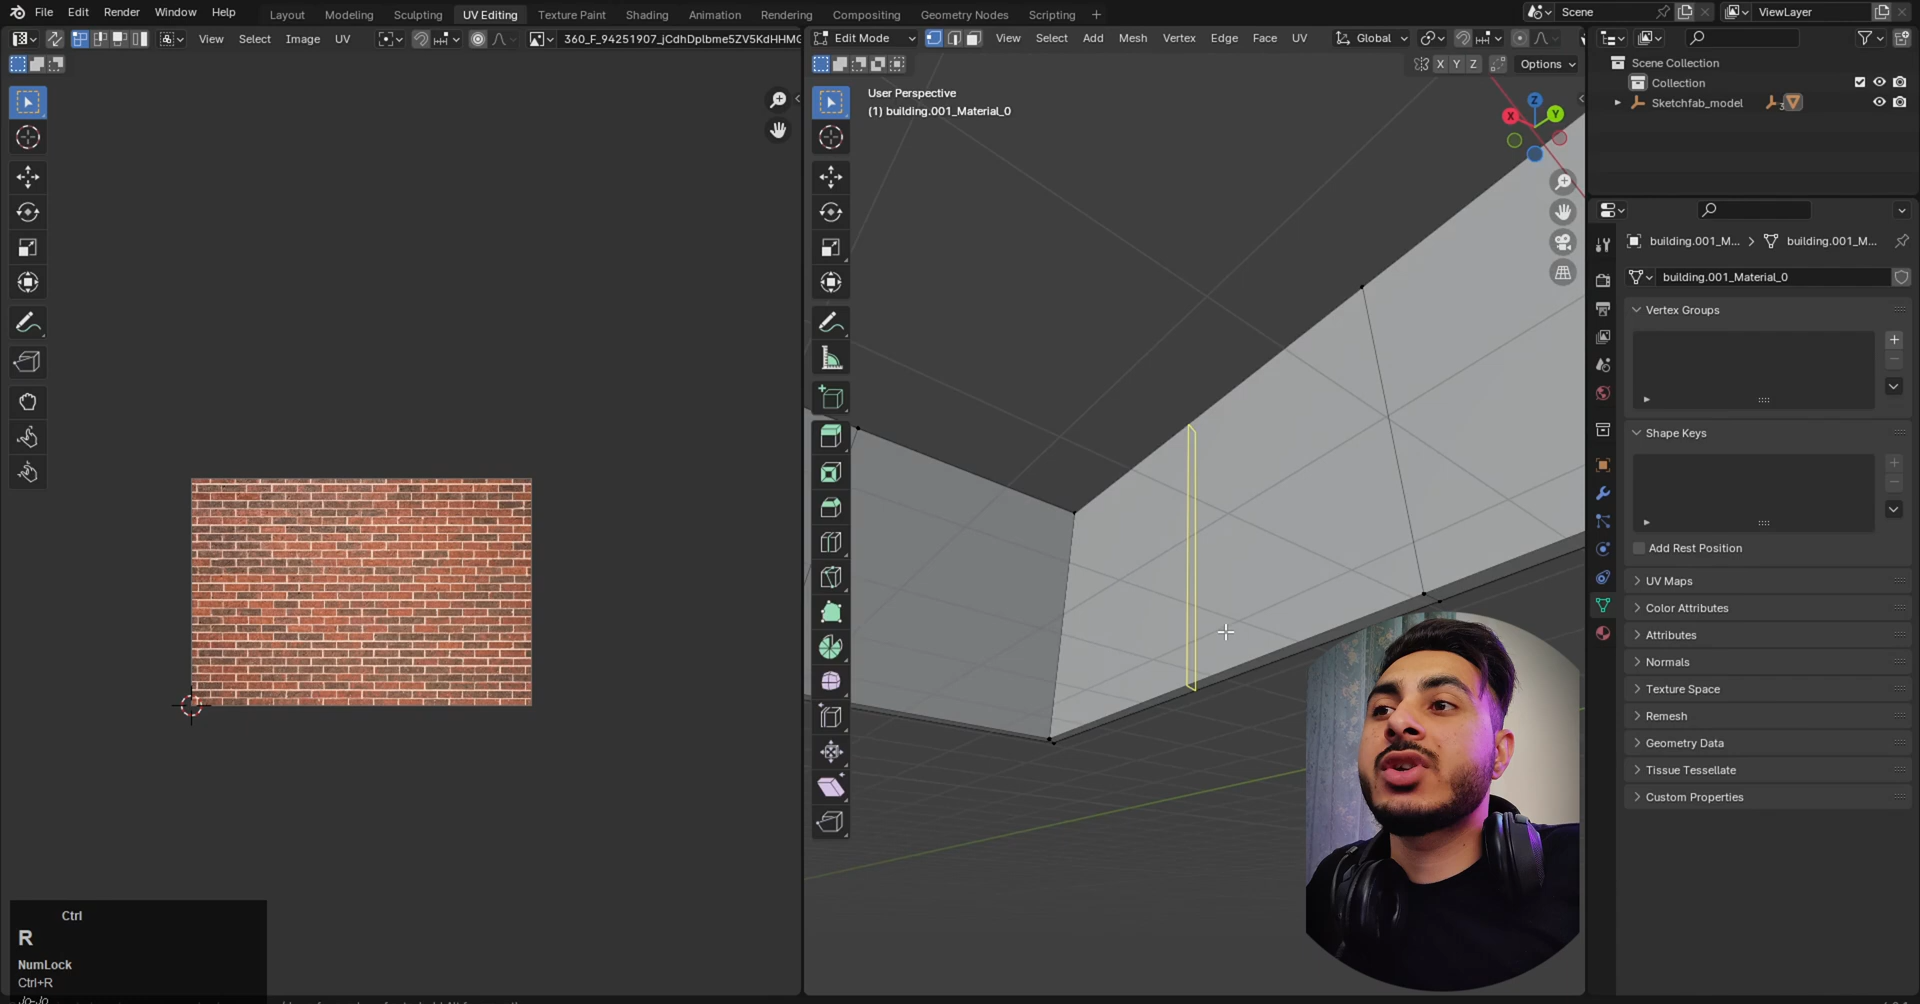 File Edit Render Window Help
Layout Modeling Sculpting UV Editing Texture Paint Shading Animation Rendering Compositing Geometry Nodes Scripting +
Scene
ViewLayer
View Select Image UV
360_F_94251907_jCdhDplbme5ZV5KdHHMC
Edit Mode
View Select Add Mesh Vertex Edge Face UV
Global
X Y Z
Options
User Perspective
(1) building.001_Material_0
Z
X
Y
Scene Collection
Collection
Sketchfab_model
3
building.001_M... > building.001_M...
building.001_Material_0
Vertex Groups
Shape Keys
Add Rest Position
UV Maps
Color Attributes
Attributes
Normals
Texture Space
Remesh
Geometry Data
Tissue Tessellate
Custom Properties
Ctrl
R
NumLock
Ctrl+R